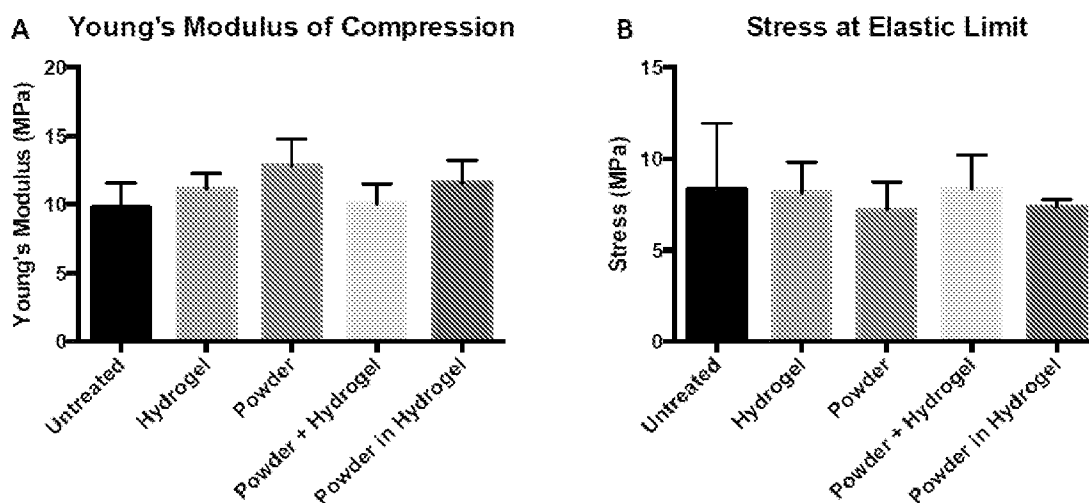 A Young's Modulus of Compression
Young's Modulus (MPa)
20
15
10
5
0
Untreated
Hydrogel
Powder
Powder + Hydrogel
Powder in Hydrogel
B Stress at Elastic Limit
Stress (MPa)
15
10
5
0
Untreated
Hydrogel
Powder
Powder + Hydrogel
Powder in Hydrogel